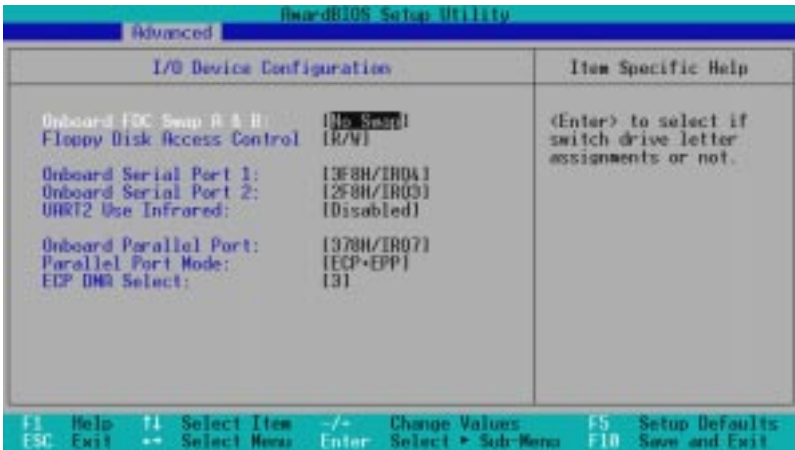 AwardBIOS Setup Utility
Advanced
I/O Device Configuration
Item Specific Help
Onboard FDC Swap A & B: [No Swap]
Floppy Disk Access Control [R/W]
Onboard Serial Port 1: [3F8H/IRQ4]
Onboard Serial Port 2: [2F8H/IRQ3]
UART2 Use Infrared: [Disabled]
Onboard Parallel Port: [378H/IRQ7]
Parallel Port Mode: [ECP+EPP]
ECP DMA Select: [3]
<Enter> to select if
switch drive letter
assignments or not.
F1 Help ↑↓ Select Item -/+ Change Values F5 Setup Defaults
ESC Exit ←→ Select Menu Enter Select ► Sub-Menu F10 Save and Exit